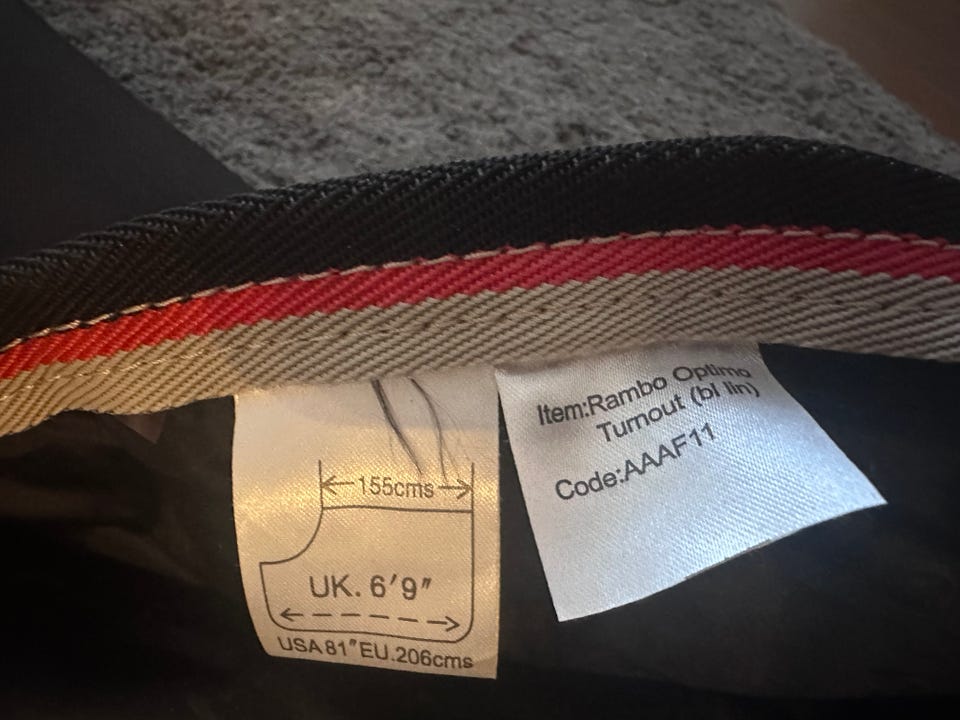 155cms
UK. 6'9"
USA 81" EU.206cms
Item:Rambo Optimo
Turnout (bl lin)
Code:AAAF11